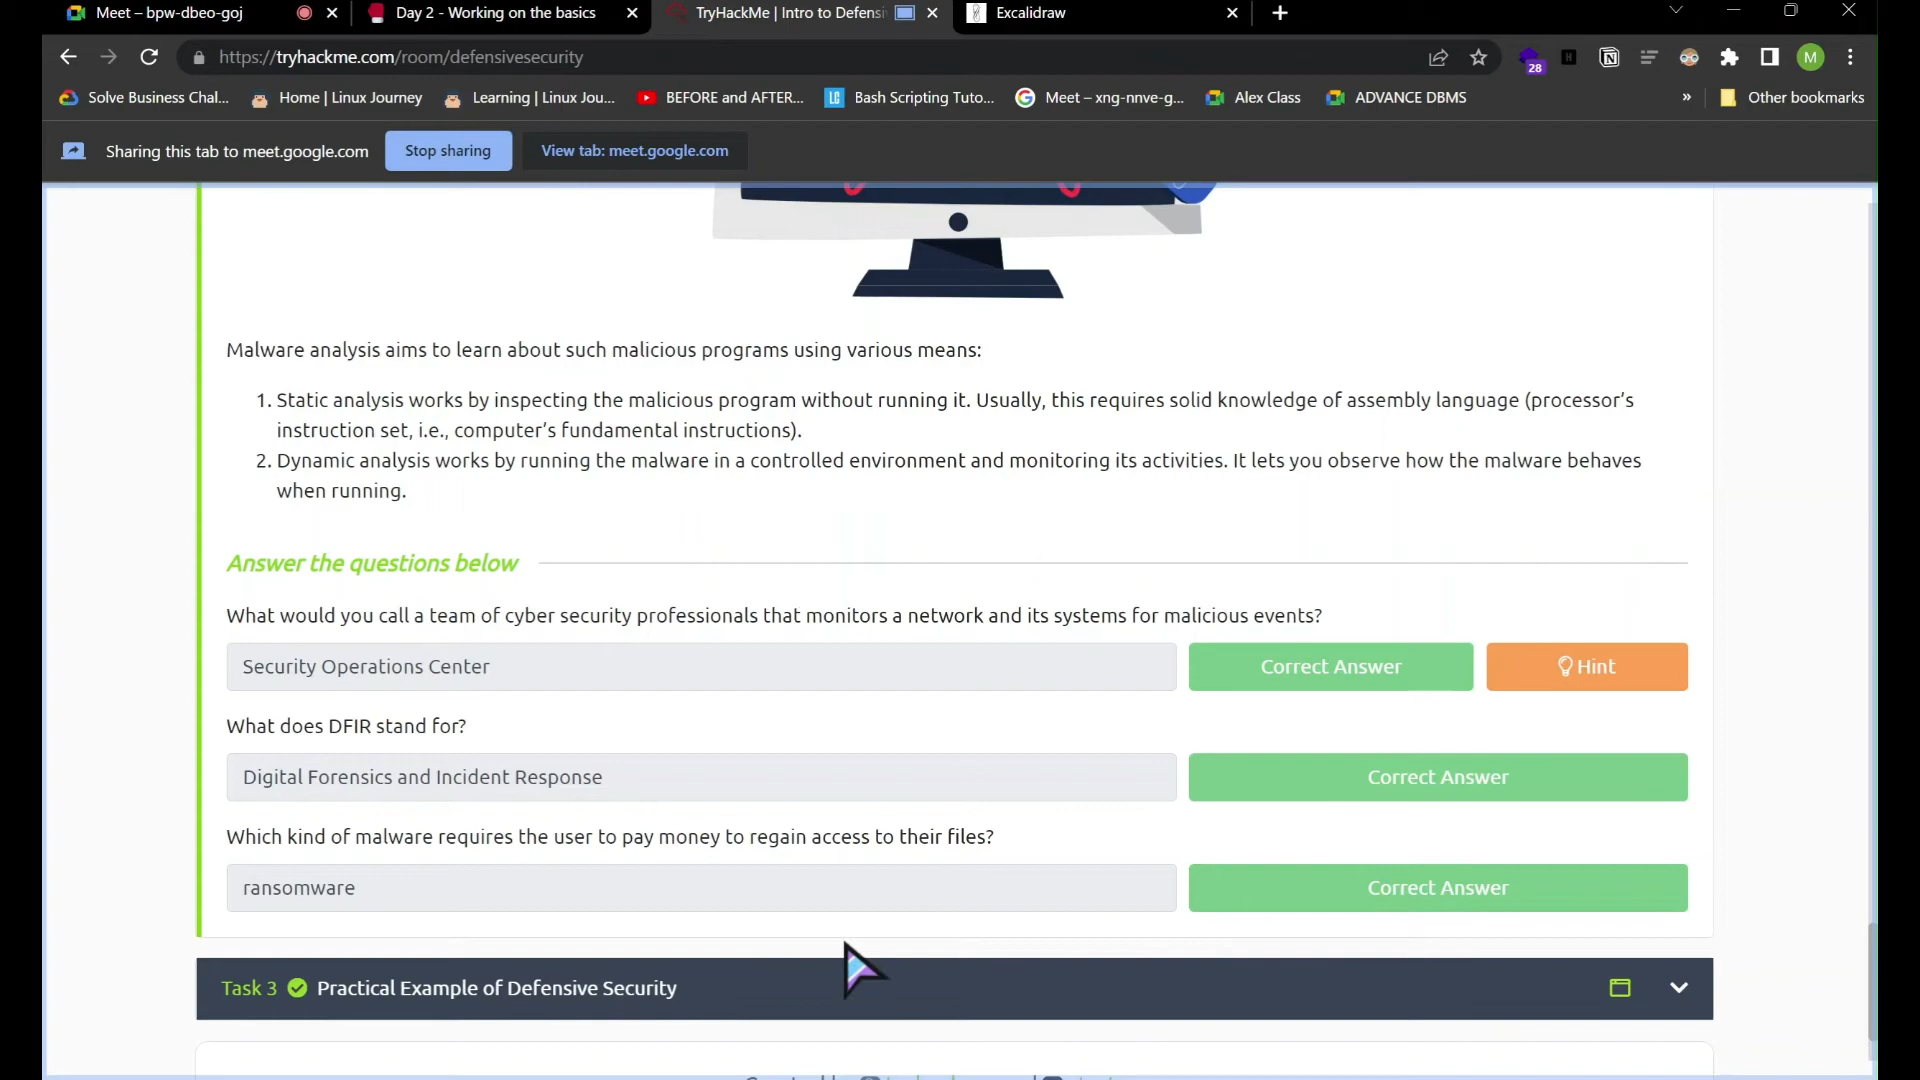 Meet – bpw-dbeo-goj
Day 2 - Working on the basics
TryHackMe | Intro to Defensi
Excalidraw
https://tryhackme.com/room/defensivesecurity
28
M
Solve Business Chal...
Home | Linux Journey
Learning | Linux Jou...
BEFORE and AFTER...
Bash Scripting Tuto...
Meet – xng-nnve-g...
Alex Class
ADVANCE DBMS
»
Other bookmarks
Sharing this tab to meet.google.com
Stop sharing
View tab: meet.google.com
Malware analysis aims to learn about such malicious programs using various means:
1. Static analysis works by inspecting the malicious program without running it. Usually, this requires solid knowledge of assembly language (processor's
instruction set, i.e., computer's fundamental instructions).
2. Dynamic analysis works by running the malware in a controlled environment and monitoring its activities. It lets you observe how the malware behaves
when running.
Answer the questions below
What would you call a team of cyber security professionals that monitors a network and its systems for malicious events?
Security Operations Center
Correct Answer
Hint
What does DFIR stand for?
Digital Forensics and Incident Response
Correct Answer
Which kind of malware requires the user to pay money to regain access to their files?
ransomware
Correct Answer
Task 3 Practical Example of Defensive Security